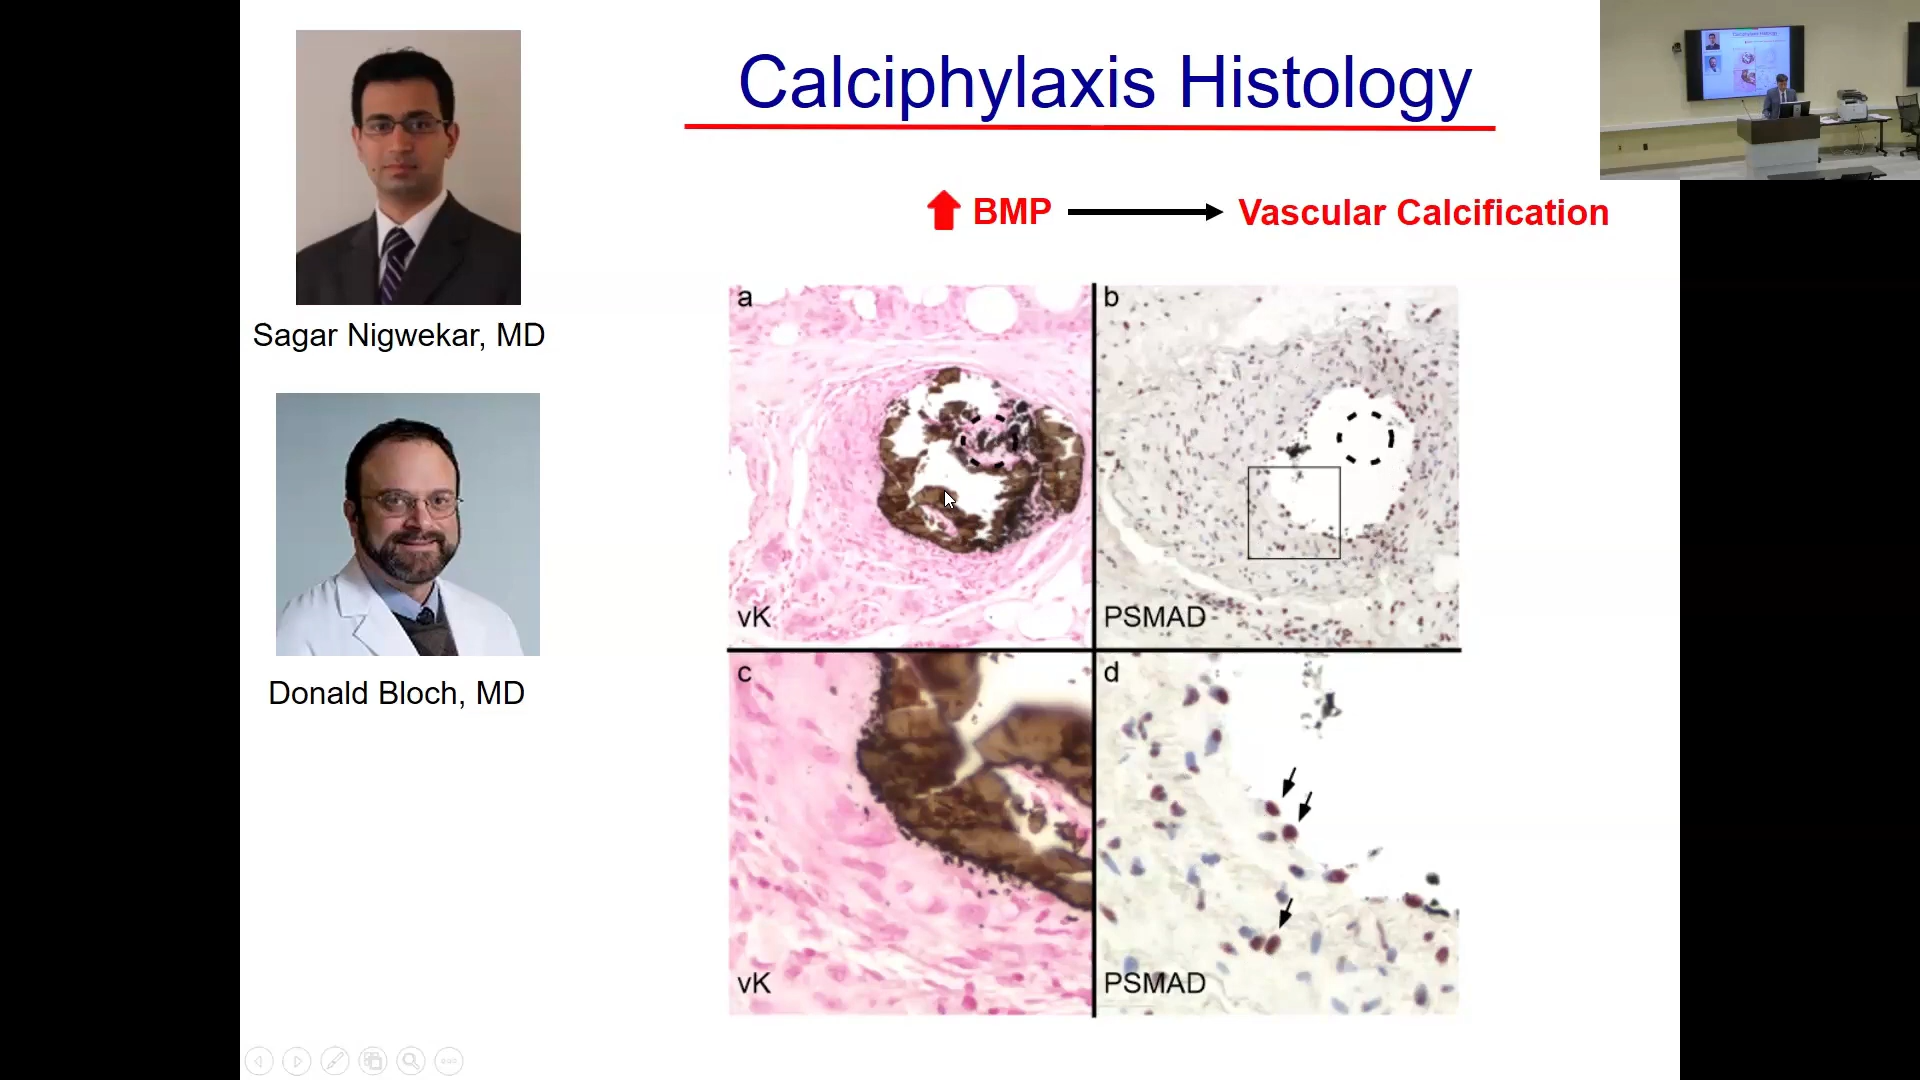 Calciphylaxis Histology
BMP
Vascular Calcification
Sagar Nigwekar, MD
Donald Bloch, MD
a
b
vK
PSMAD
c
d
vK
PSMAD